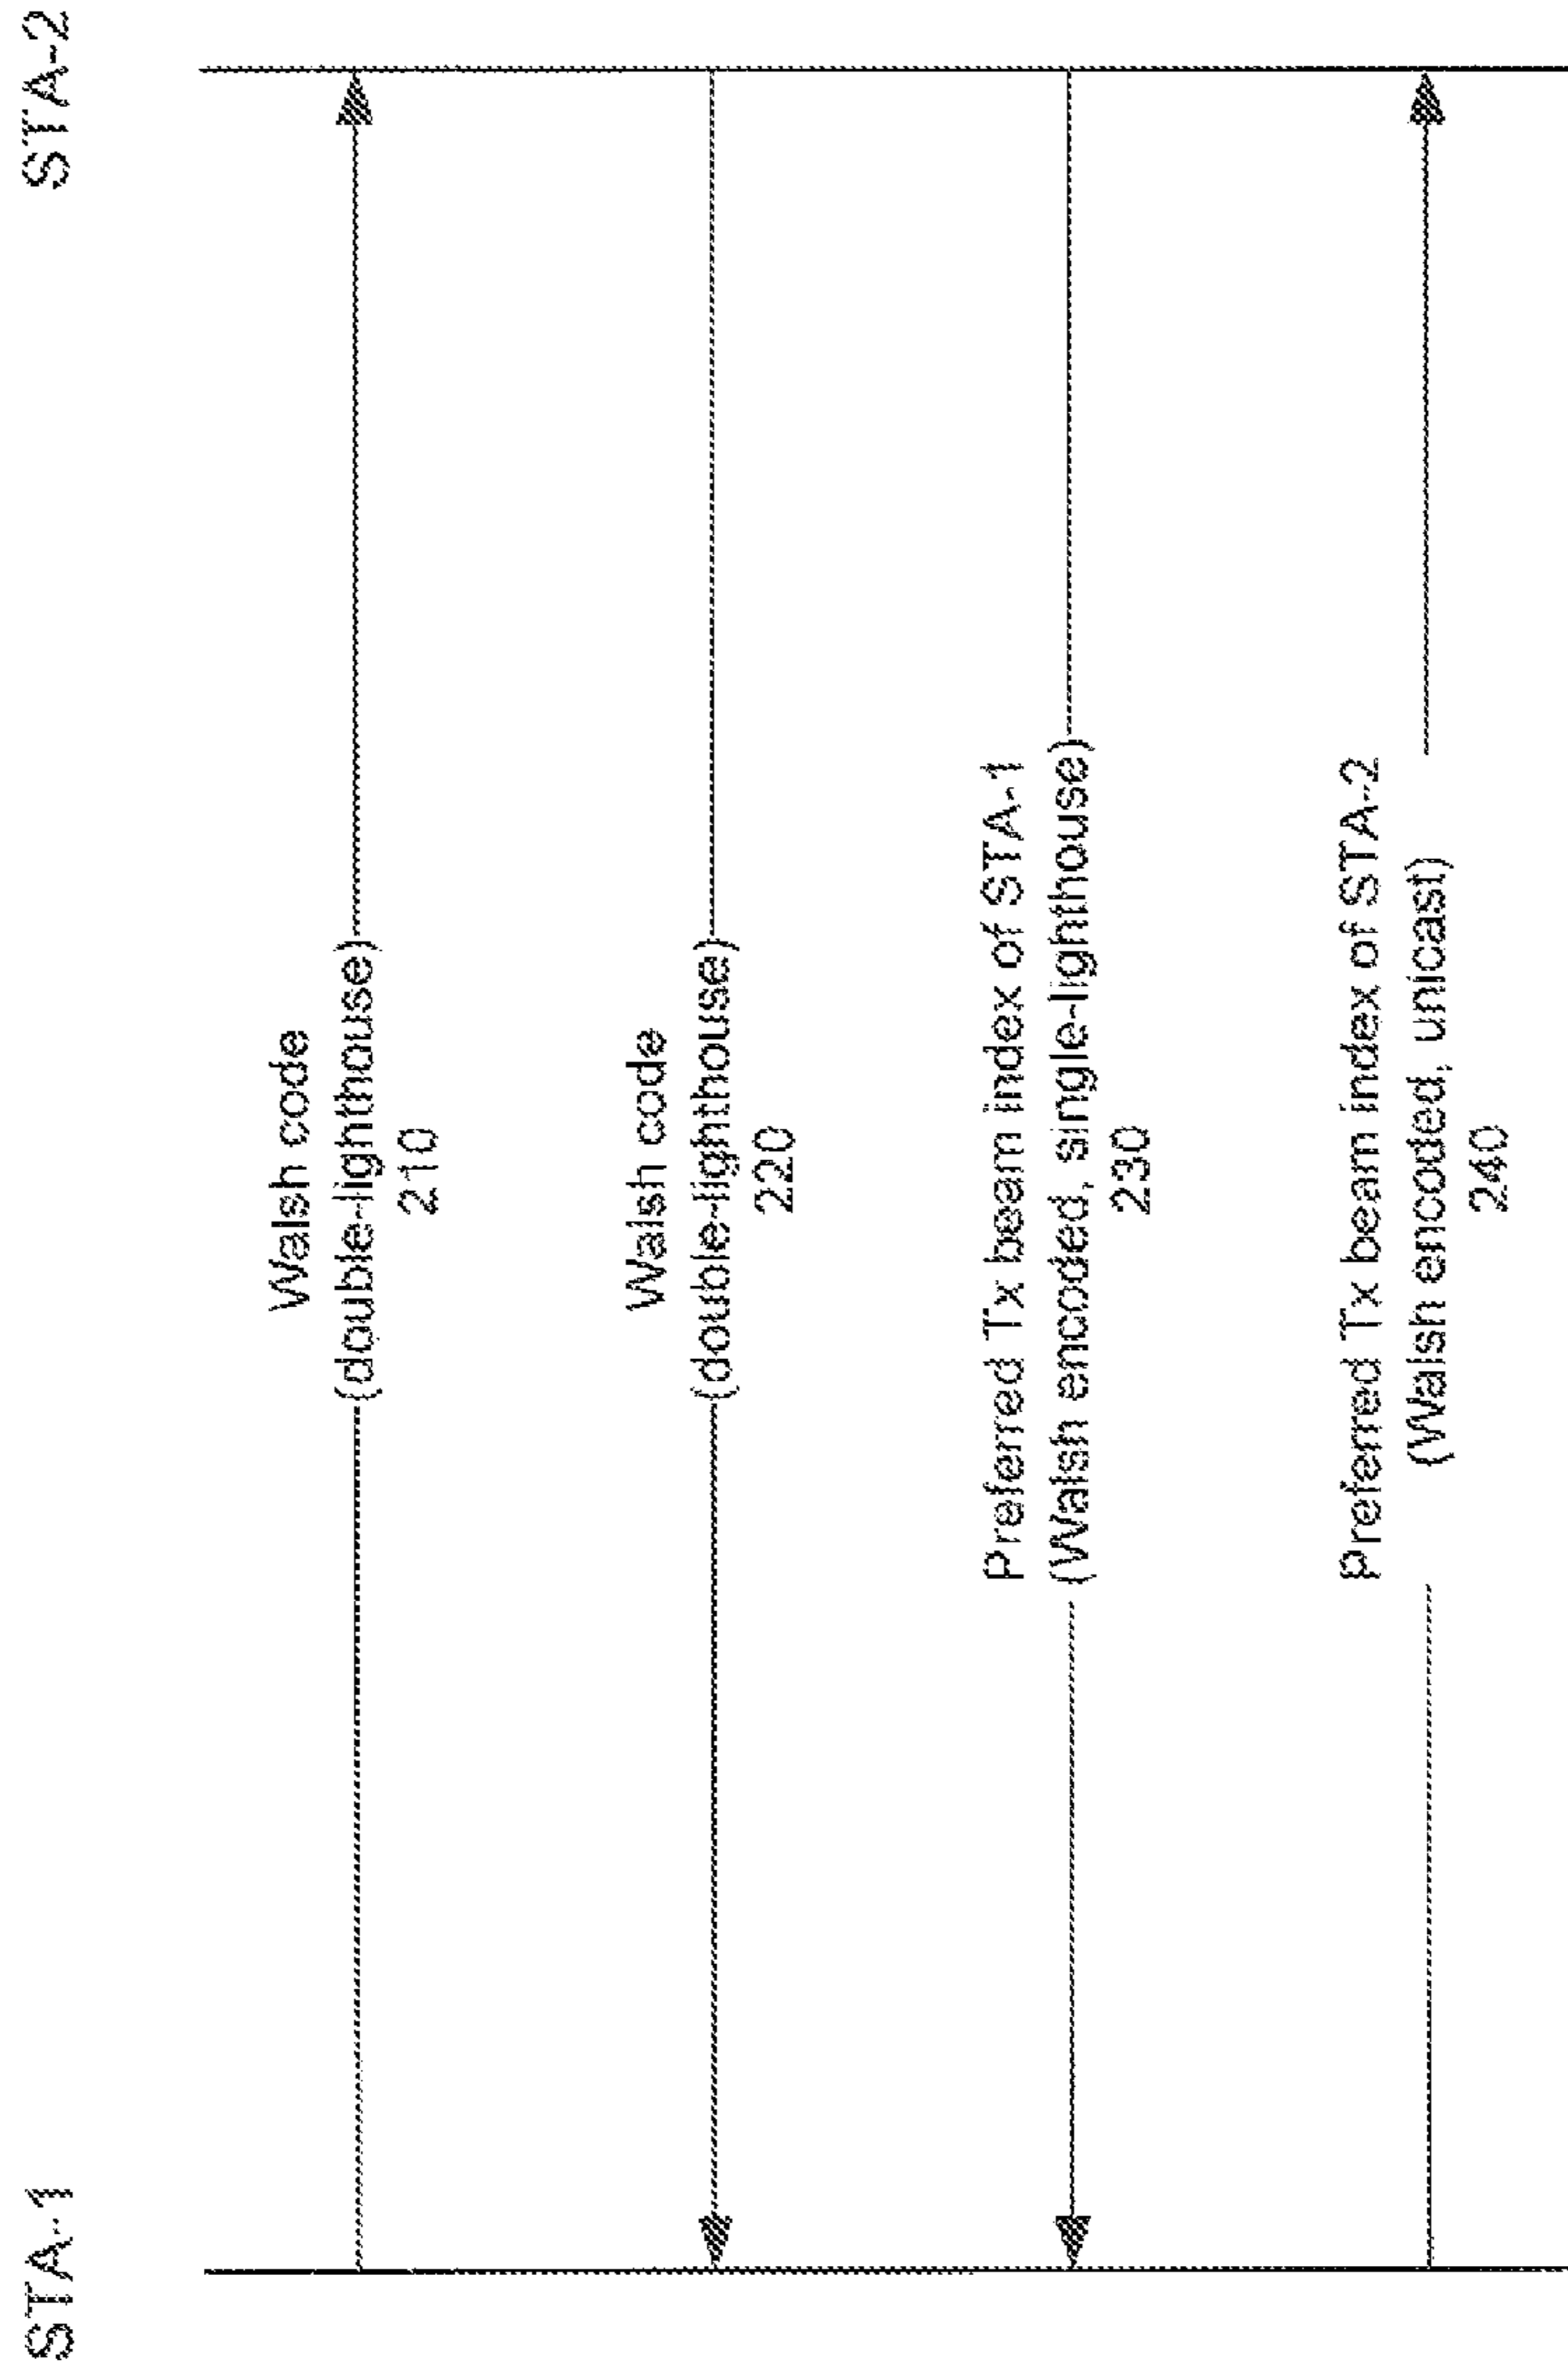 STA-1
STA-2
Walsh code
(double-lighthouse)
210
Walsh code
(double-lighthouse)
220
Preferred Tx beam index of STA-1
(Walsh encoded, single-lighthouse)
230
Preferred Tx beam index of STA-2
(Walsh encoded, unicast)
240